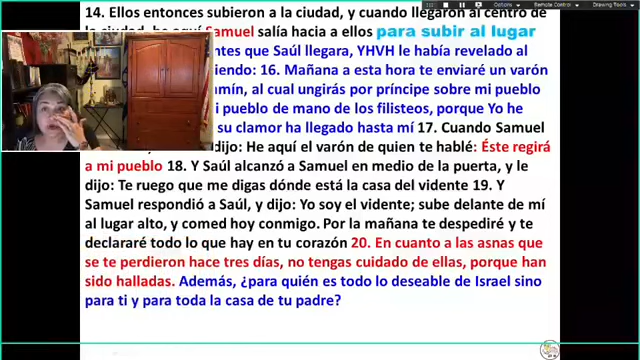 Options
Remote Control
Drawing Tools
14. Ellos entonces subieron a la ciudad, y cuando llegaron al centro de
Samuel salía hacia a ellos para subir al lugar
ntes que Saúl llegara, YHVH le había revelado al
iendo: 16. Mañana a esta hora te enviaré un varón
amín, al cual ungirás por príncipe sobre mi pueblo
i pueblo de mano de los filisteos, porque Yo he
su clamor ha llegado hasta mí 17. Cuando Samuel
dijo: He aquí el varón de quien te hablé: Éste regirá
a mi pueblo 18. Y Saúl alcanzó a Samuel en medio de la puerta, y le
dijo: Te ruego que me digas dónde está la casa del vidente 19. Y
Samuel respondió a Saúl, y dijo: Yo soy el vidente; sube delante de mí
al lugar alto, y comed hoy conmigo. Por la mañana te despediré y te
declararé todo lo que hay en tu corazón 20. En cuanto a las asnas que
se te perdieron hace tres días, no tengas cuidado de ellas, porque han
sido halladas. Además, ¿para quién es todo lo deseable de Israel sino
para ti y para toda la casa de tu padre?